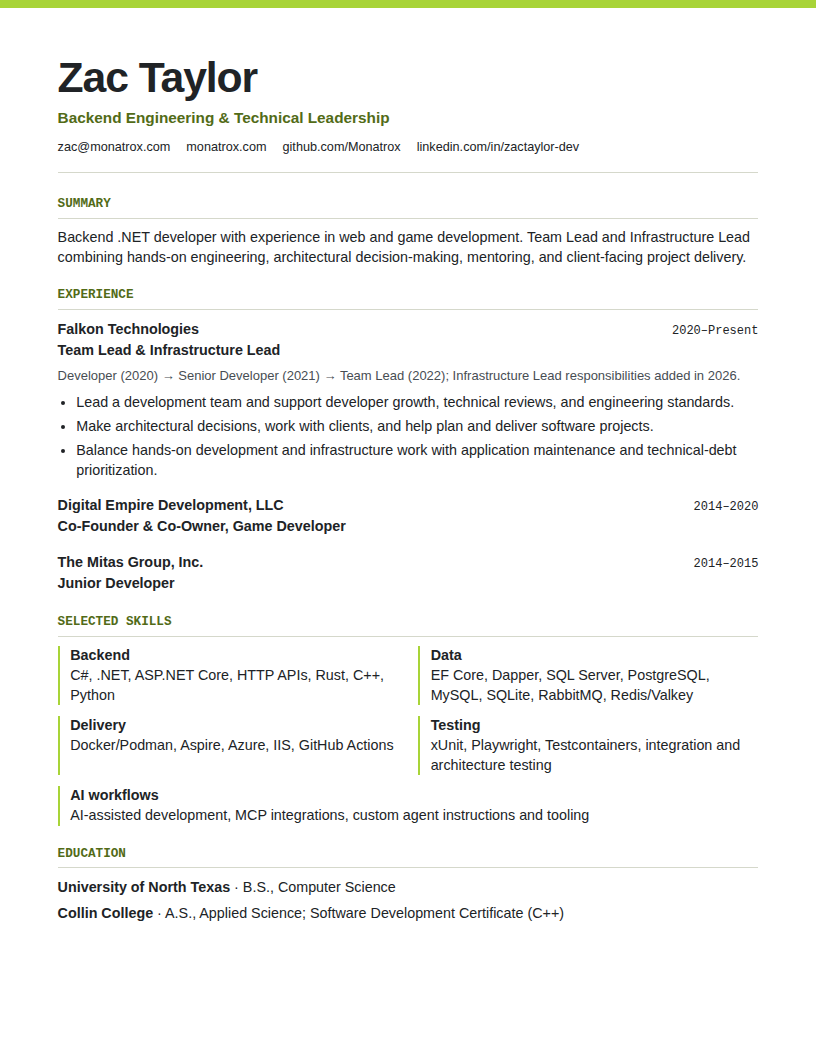 Zac Taylor
Backend Engineering & Technical Leadership
zac@monatrox.com monatrox.com github.com/Monatrox linkedin.com/in/zactaylor-dev
SUMMARY
Backend .NET developer with experience in web and game development. Team Lead and Infrastructure Lead
combining hands-on engineering, architectural decision-making, mentoring, and client-facing project delivery.
EXPERIENCE
Falkon Technologies 2020–Present
Team Lead & Infrastructure Lead
Developer (2020) → Senior Developer (2021) → Team Lead (2022); Infrastructure Lead responsibilities added in 2026.
• Lead a development team and support developer growth, technical reviews, and engineering standards.
• Make architectural decisions, work with clients, and help plan and deliver software projects.
• Balance hands-on development and infrastructure work with application maintenance and technical-debt
prioritization.
Digital Empire Development, LLC 2014–2020
Co-Founder & Co-Owner, Game Developer
The Mitas Group, Inc. 2014–2015
Junior Developer
SELECTED SKILLS
Backend
C#, .NET, ASP.NET Core, HTTP APIs, Rust, C++,
Python
Data
EF Core, Dapper, SQL Server, PostgreSQL,
MySQL, SQLite, RabbitMQ, Redis/Valkey
Delivery
Docker/Podman, Aspire, Azure, IIS, GitHub Actions
Testing
xUnit, Playwright, Testcontainers, integration and
architecture testing
AI workflows
AI-assisted development, MCP integrations, custom agent instructions and tooling
EDUCATION
University of North Texas · B.S., Computer Science
Collin College · A.S., Applied Science; Software Development Certificate (C++)